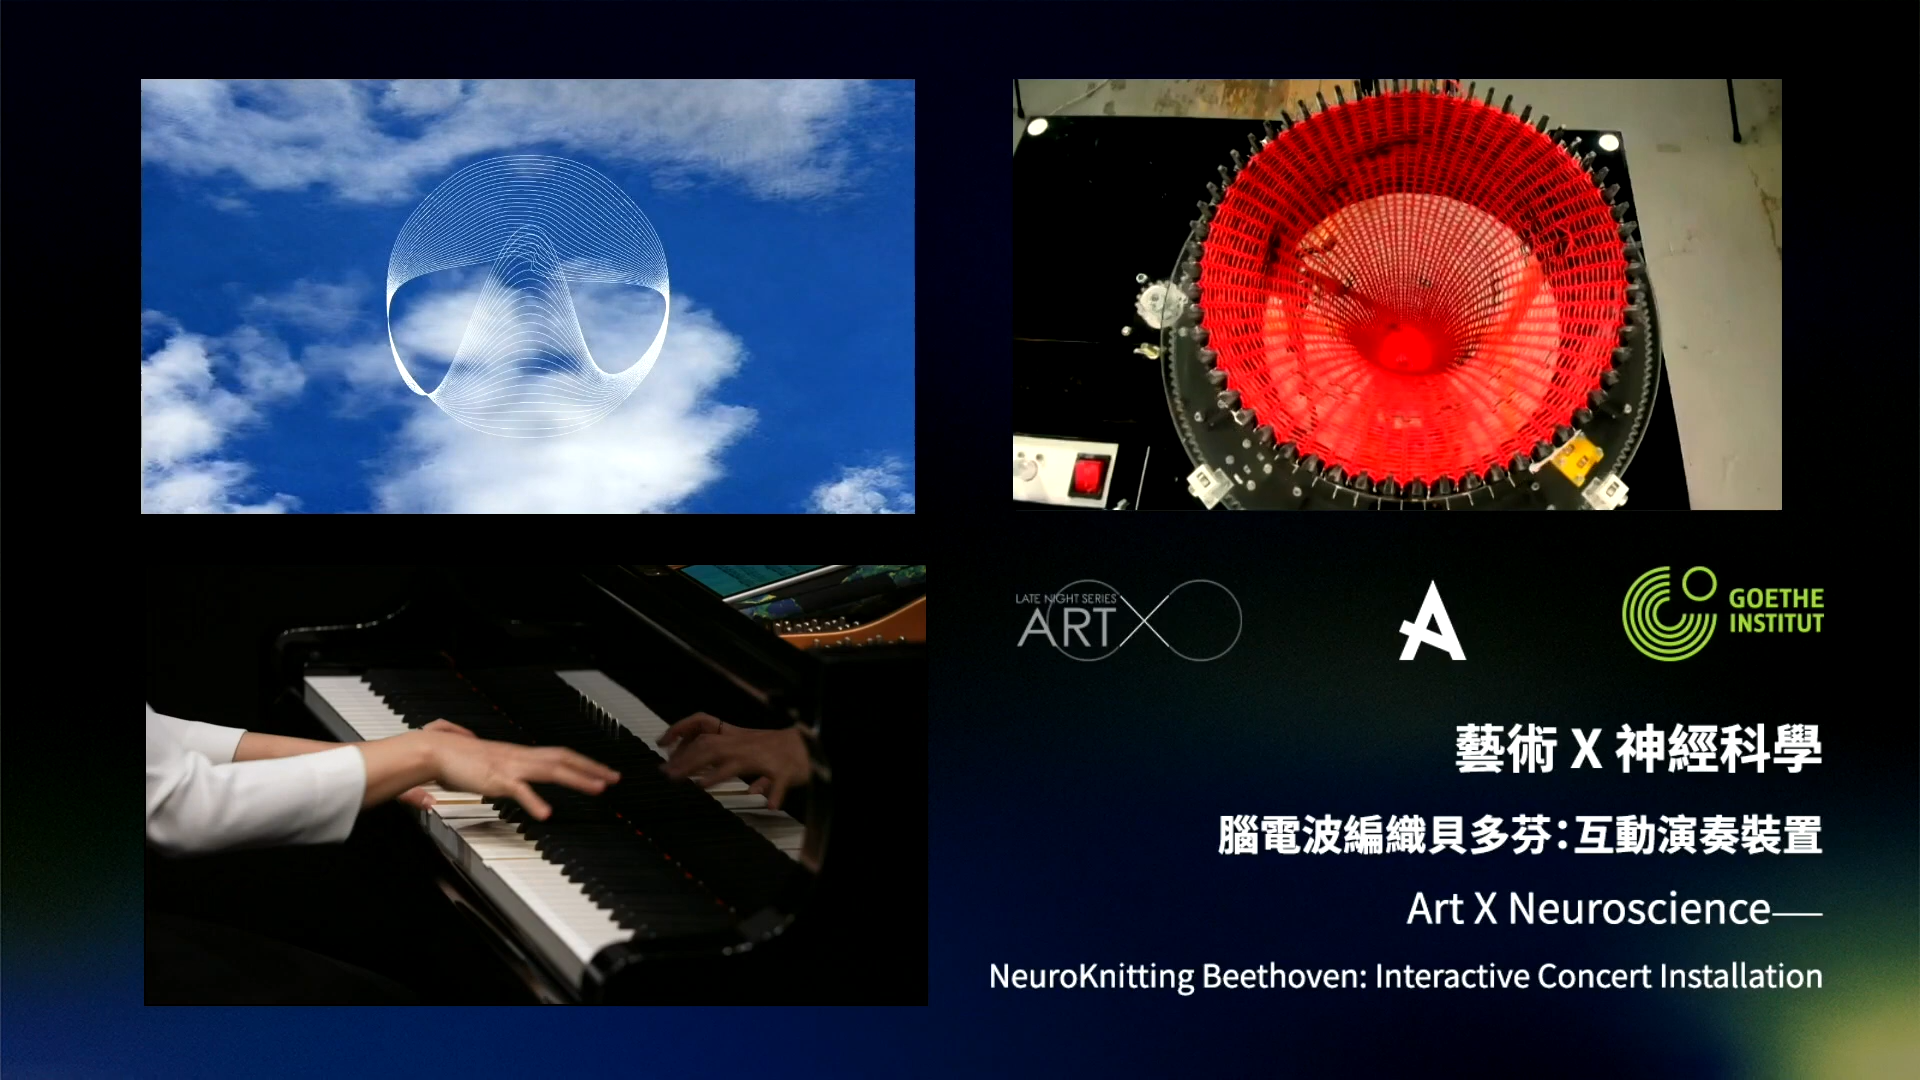 LATE NIGHT SERIES
ART X
A
GOETHE
INSTITUT
藝術 X 神經科學
腦電波編織貝多芬：互動演奏裝置
Art X Neuroscience——
NeuroKnitting Beethoven: Interactive Concert Installation